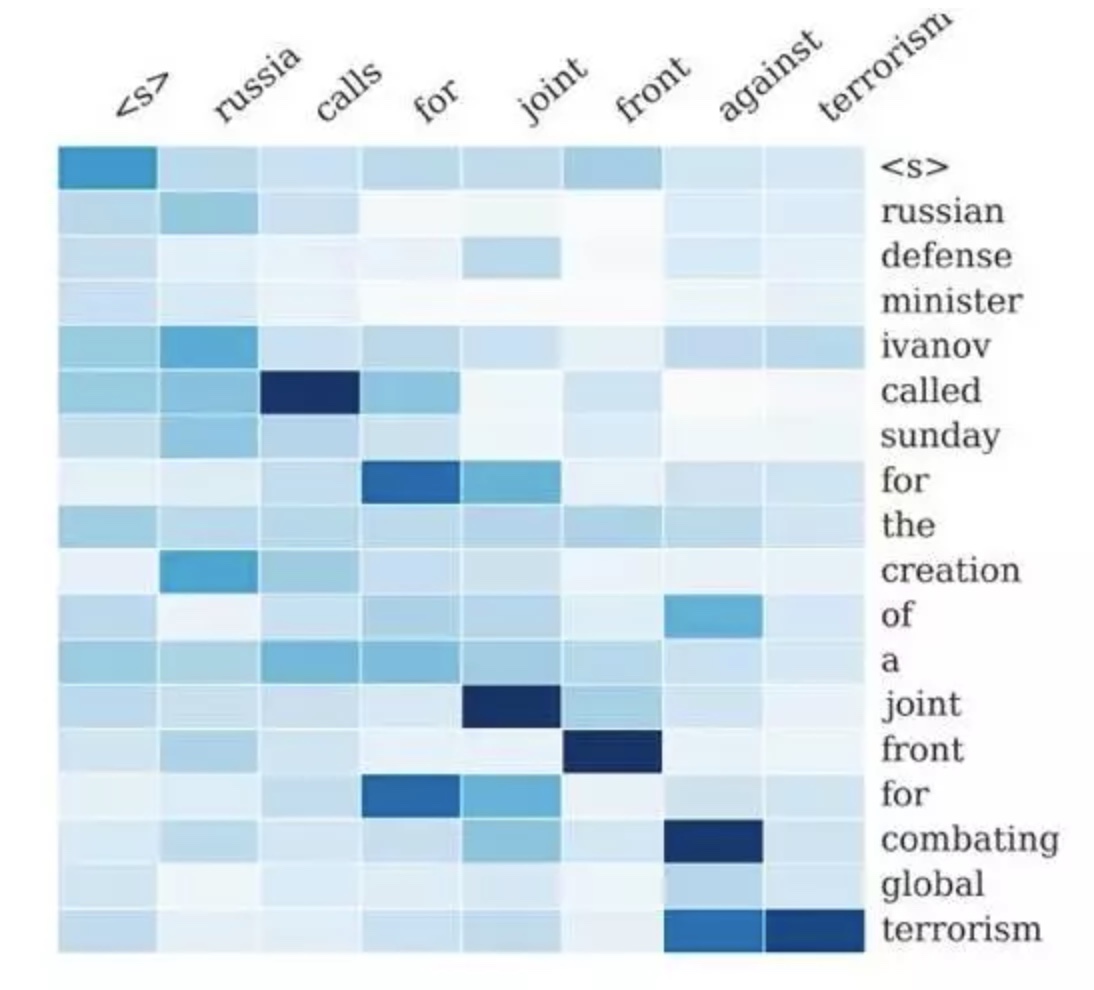 <s> russia calls for joint front against terrorism
<s>
russian
defense
minister
ivanov
called
sunday
for
the
creation
of
a
joint
front
for
combating
global
terrorism